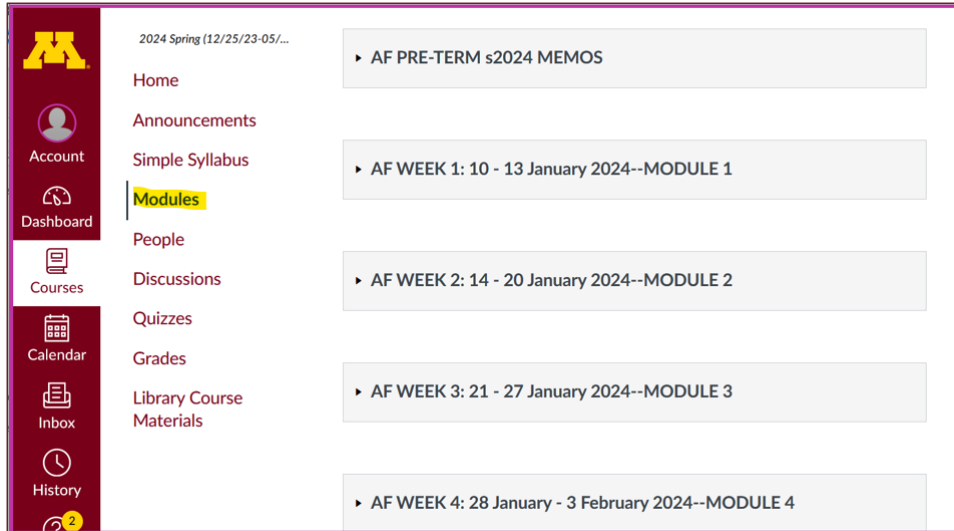 M
Account
Dashboard
Courses
Calendar
Inbox
History
2
2024 Spring (12/25/23-05/...
Home
Announcements
Simple Syllabus
Modules
People
Discussions
Quizzes
Grades
Library Course
Materials
AF PRE-TERM s2024 MEMOS
AF WEEK 1: 10 - 13 January 2024--MODULE 1
AF WEEK 2: 14 - 20 January 2024--MODULE 2
AF WEEK 3: 21 - 27 January 2024--MODULE 3
AF WEEK 4: 28 January - 3 February 2024--MODULE 4